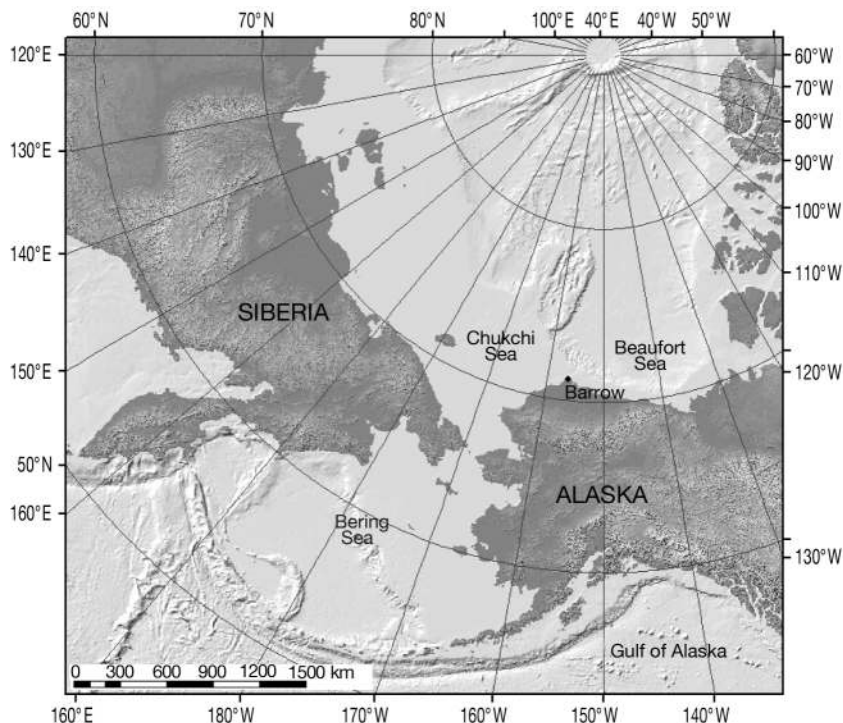 60°N 70°N 80°N 100°E 40°E 40°W 50°W
120°E
60°W
70°W
80°W
130°E
90°W
100°W
140°E
110°W
SIBERIA
Chukchi
Sea
Beaufort
Sea
150°E
120°W
Barrow
50°N
ALASKA
160°E
Bering
Sea
130°W
Gulf of Alaska
0 300 600 900 1200 1500 km
160°E 180°W 170°W 160°W 150°W 140°W